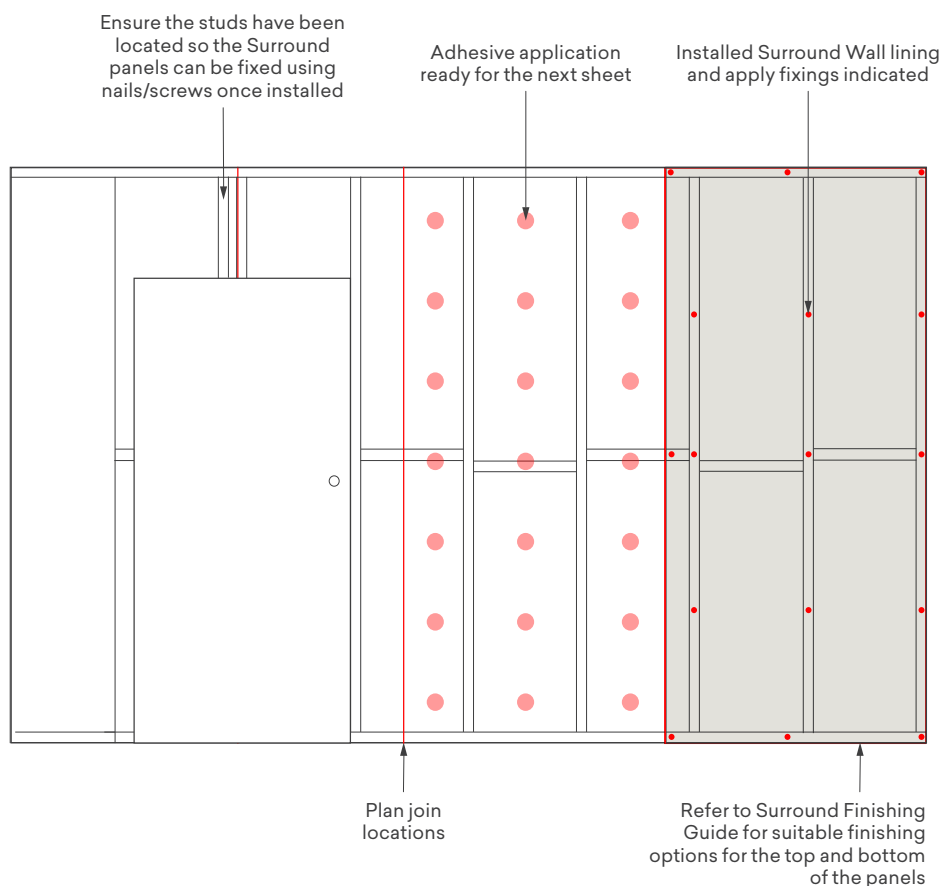 Ensure the studs have been
located so the Surround
panels can be fixed using
nails/screws once installed
Adhesive application
ready for the next sheet
Installed Surround Wall lining
and apply fixings indicated
Plan join
locations
Refer to Surround Finishing
Guide for suitable finishing
options for the top and bottom
of the panels